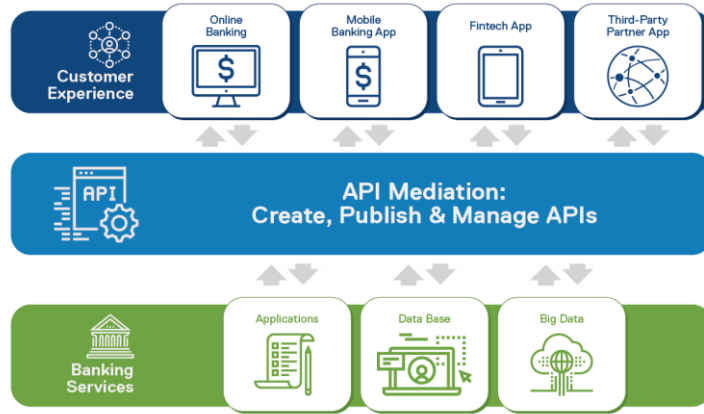 Customer
Experience
Online
Banking
Mobile
Banking App
Fintech App
Third-Party
Partner App
API
API Mediation:
Create, Publish & Manage APIs
Banking
Services
Applications
Data Base
Big Data